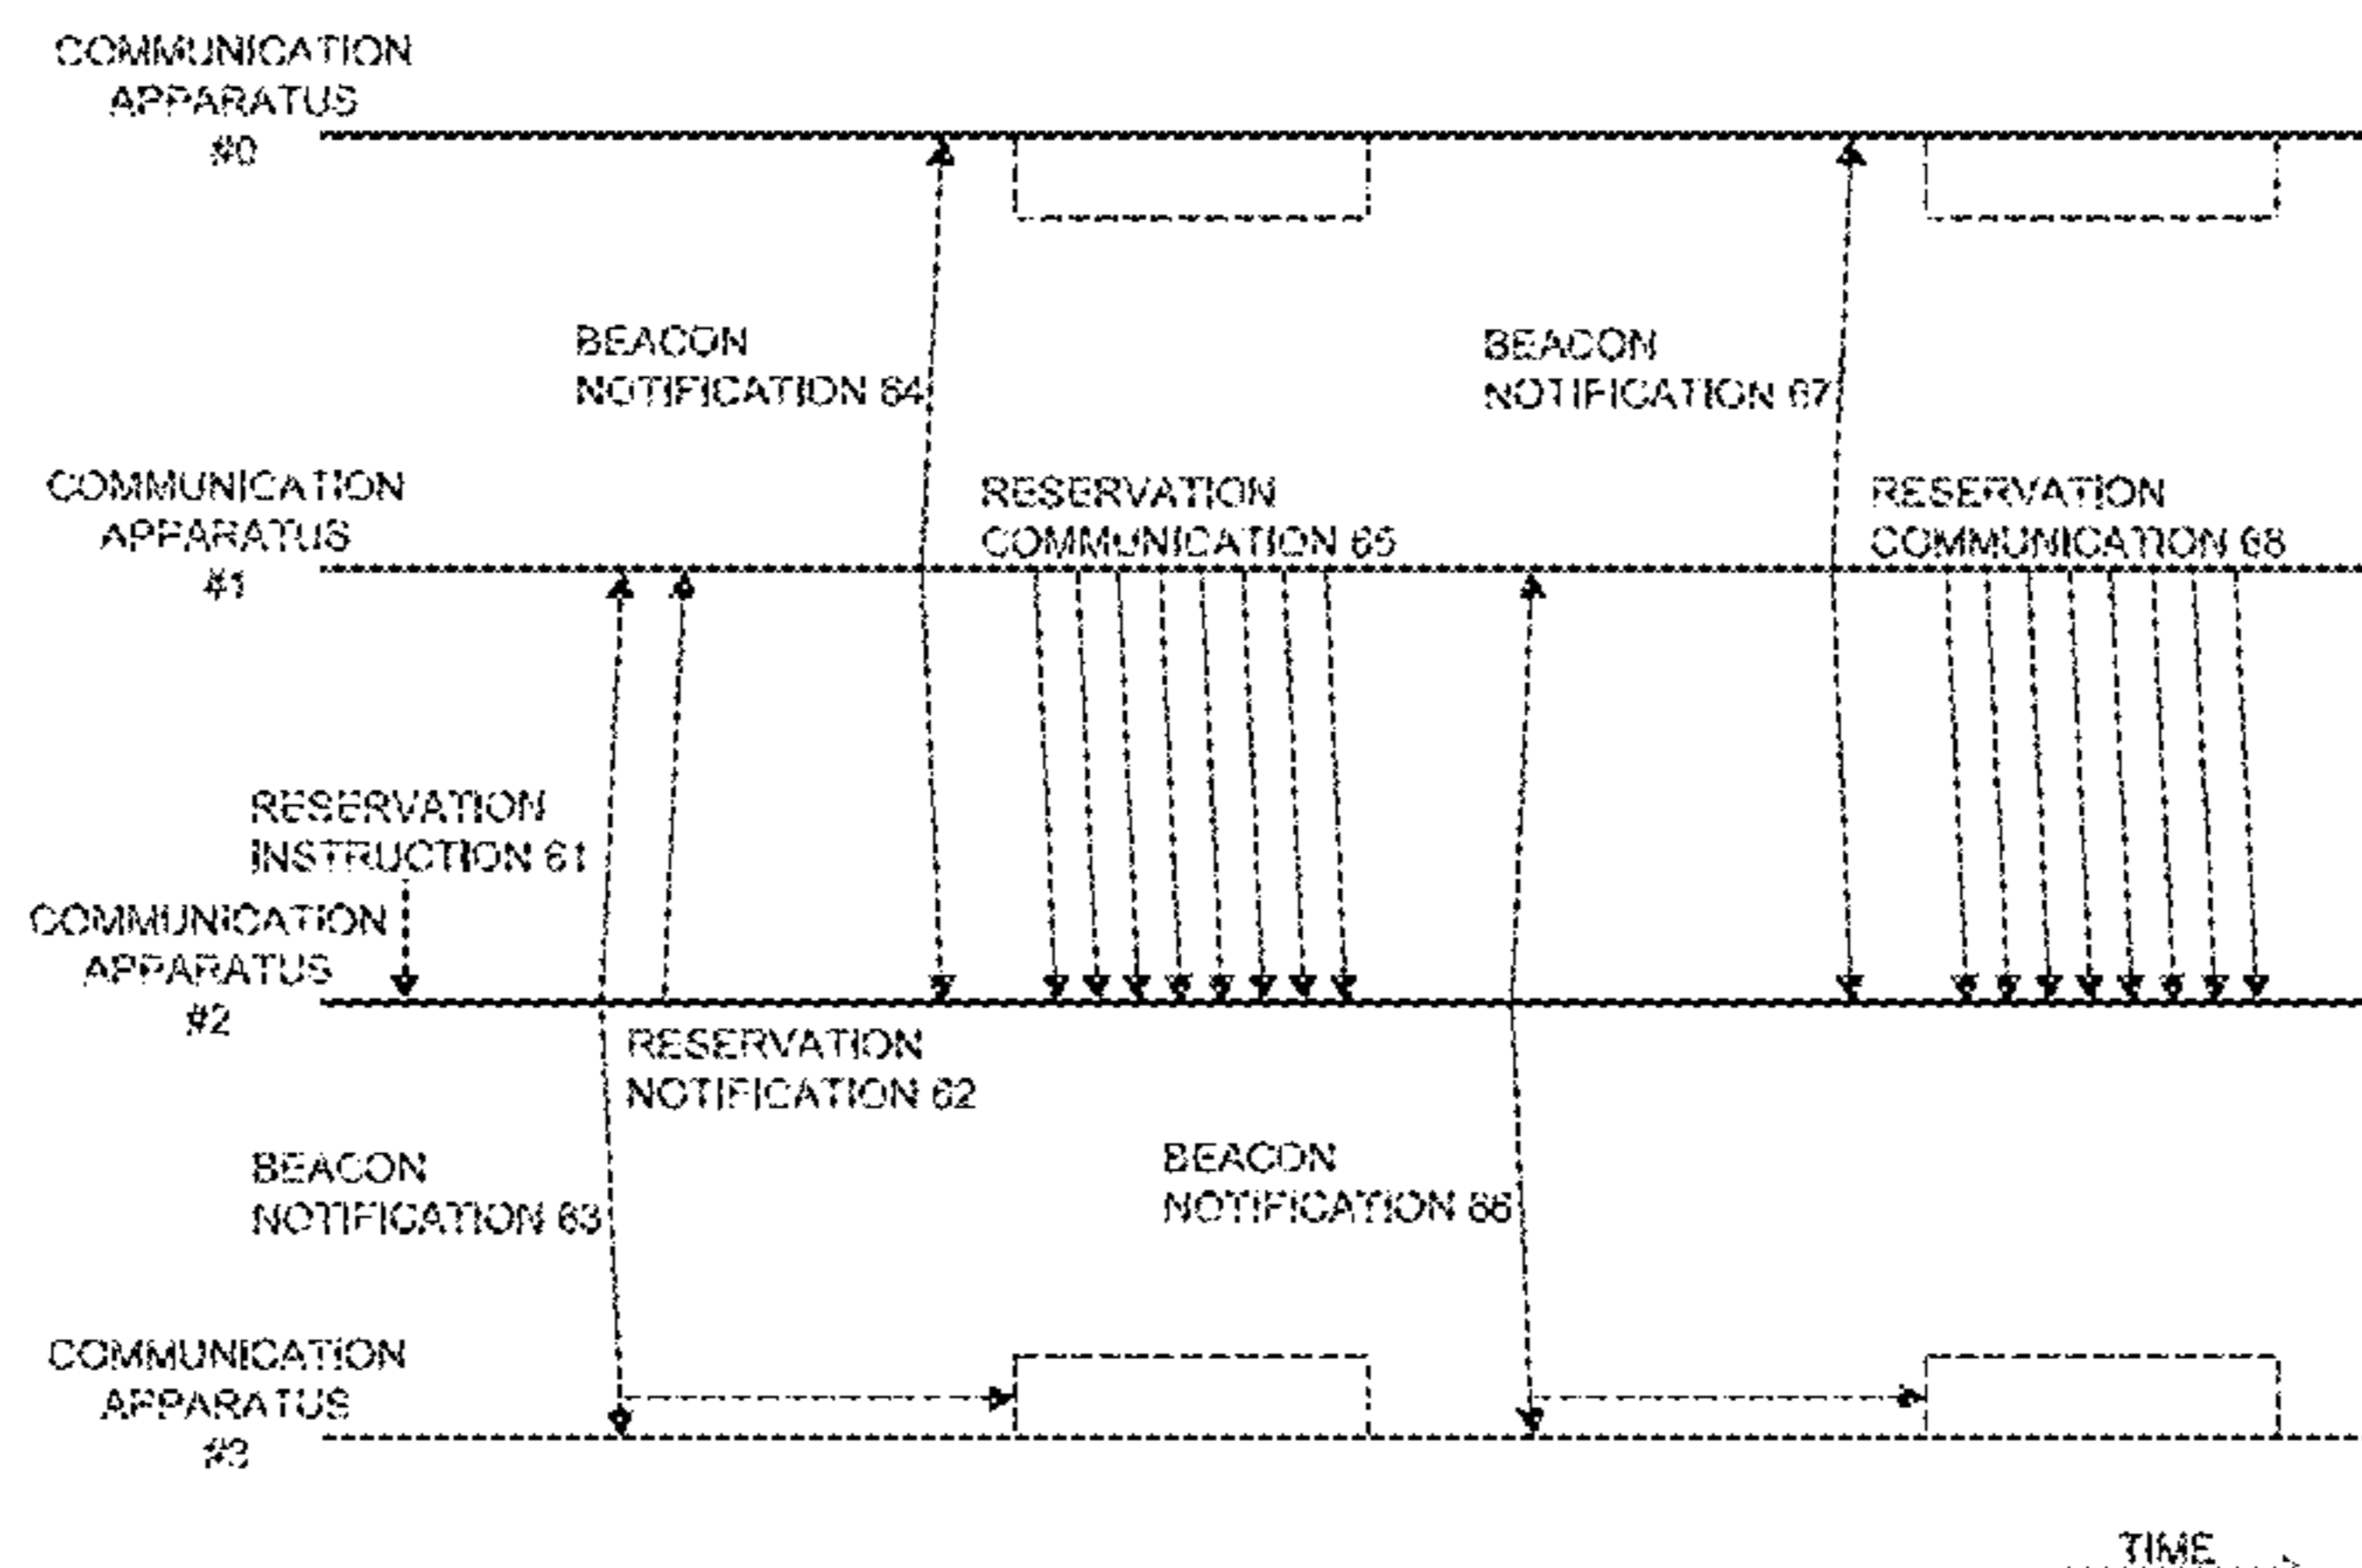 COMMUNICATION
APPARATUS
#0
BEACON
NOTIFICATION 64
BEACON
NOTIFICATION 67
COMMUNICATION
APPARATUS
#1
RESERVATION
COMMUNICATION 65
RESERVATION
COMMUNICATION 68
RESERVATION
INSTRUCTION 61
COMMUNICATION
APPARATUS
#2
RESERVATION
NOTIFICATION 62
BEACON
NOTIFICATION 63
BEACON
NOTIFICATION 66
COMMUNICATION
APPARATUS
#3
TIME